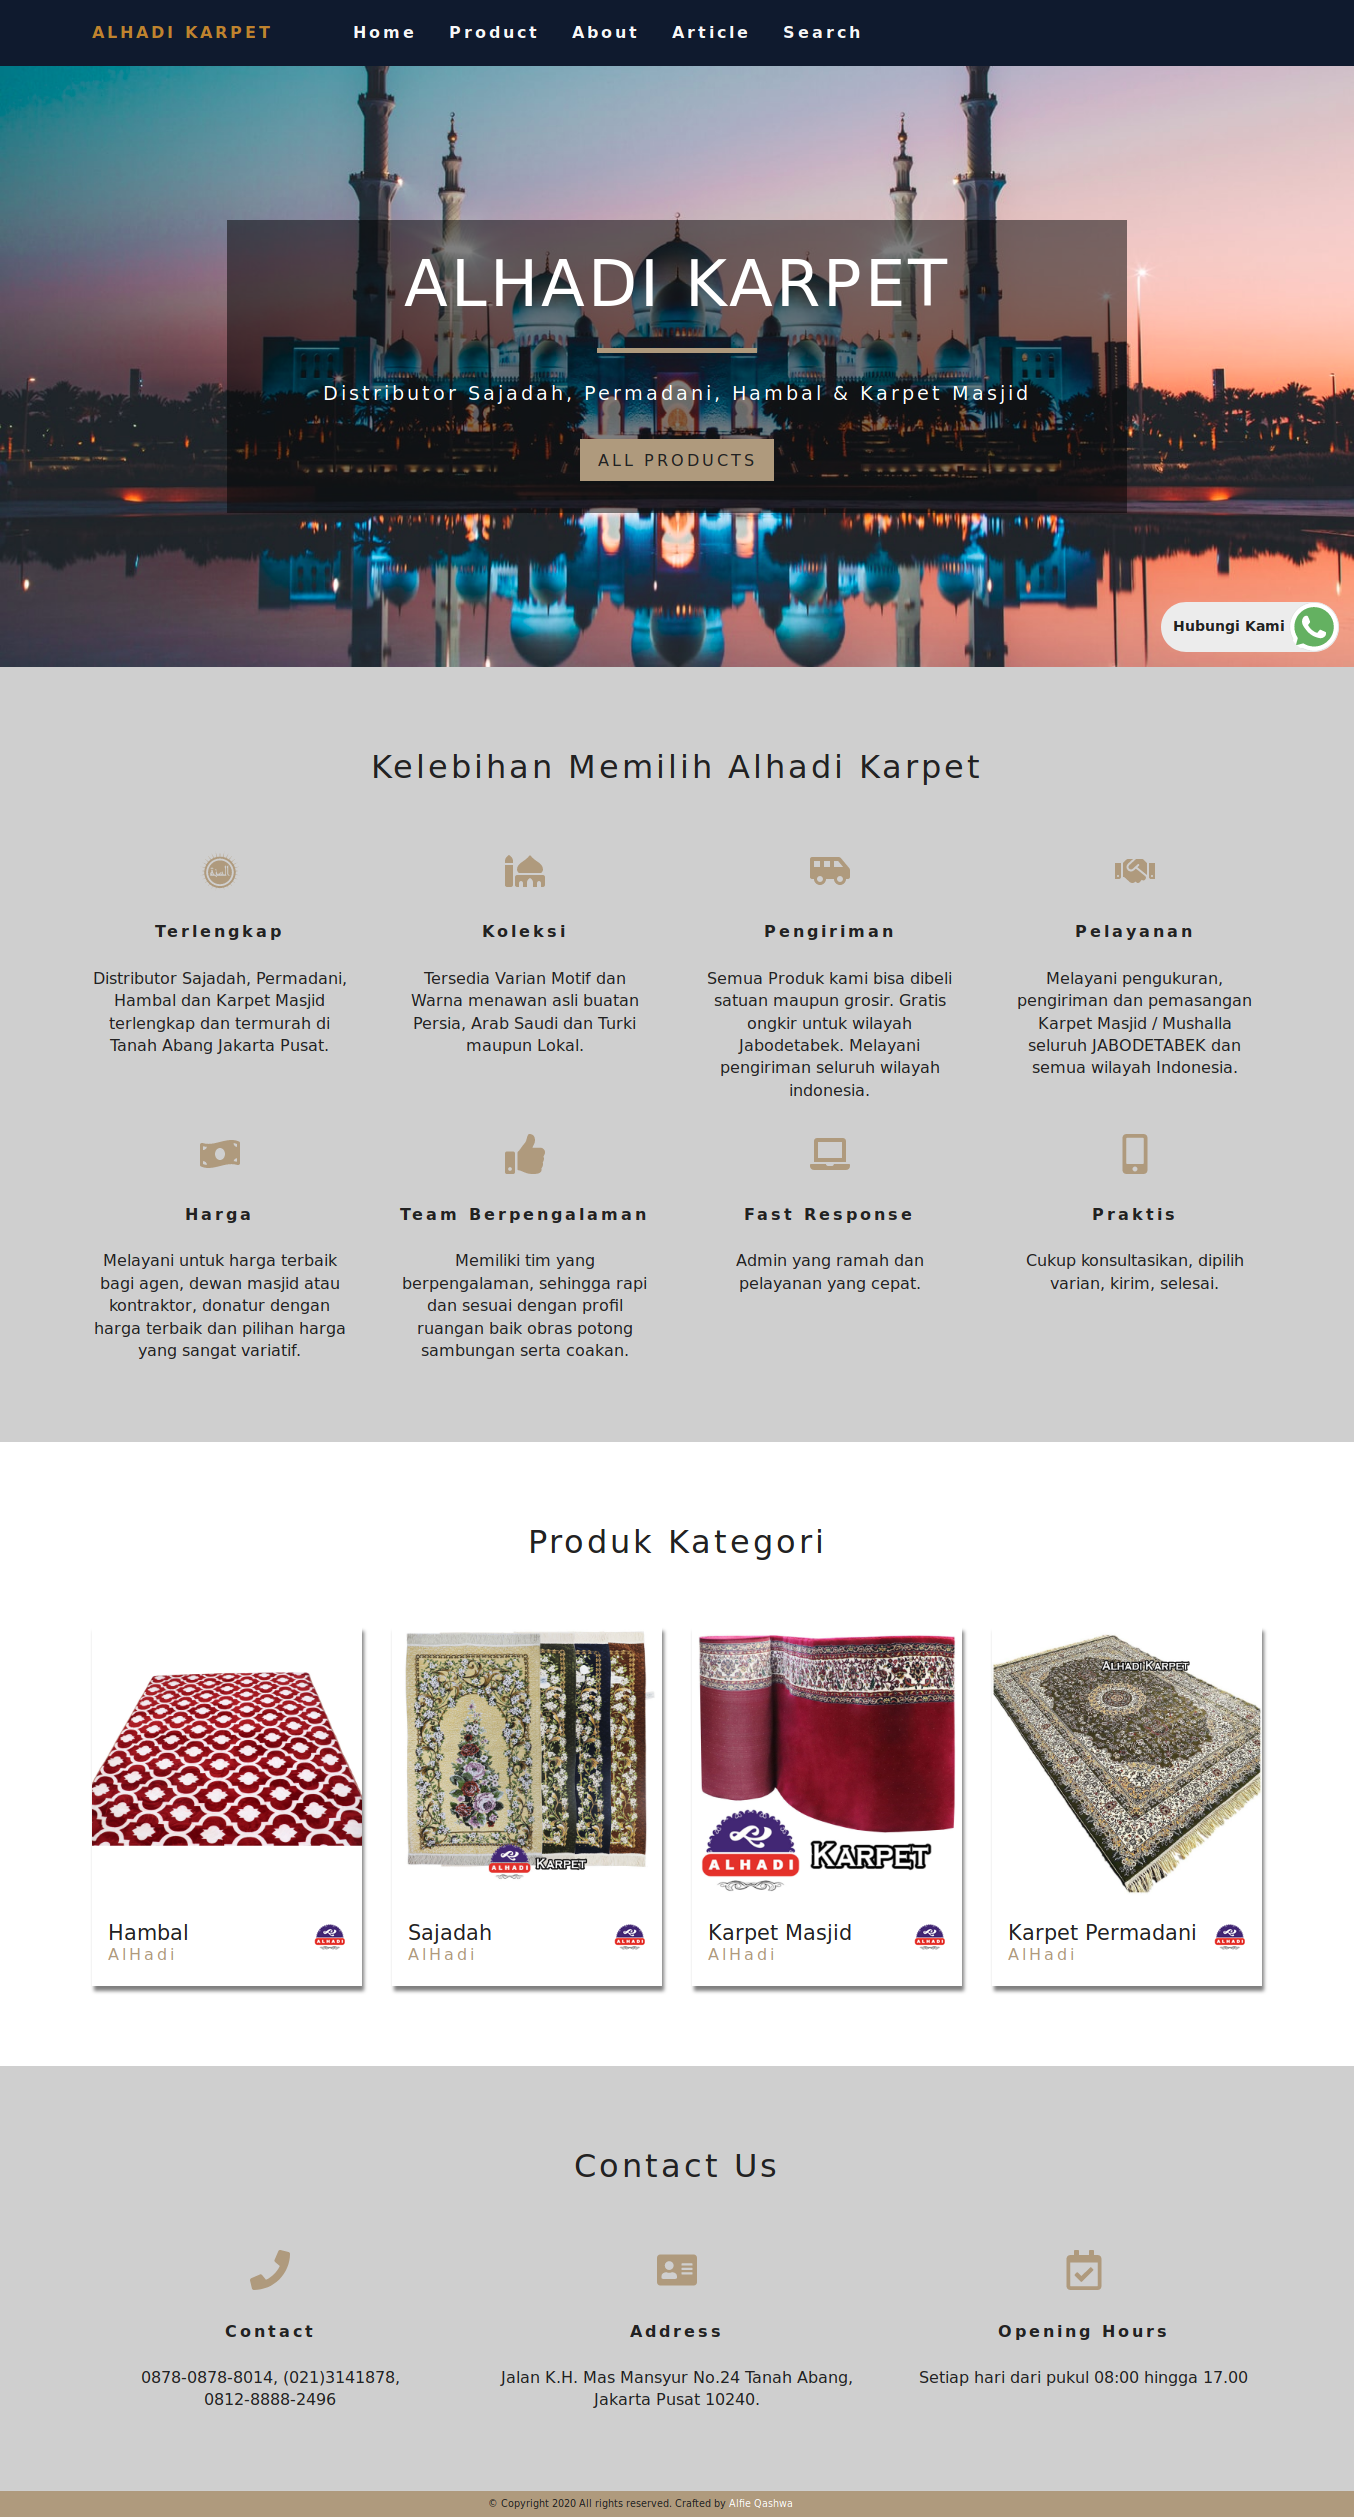 ALHADI KARPET
Home Product About Article Search
ALHADI KARPET
Distributor Sajadah, Permadani, Hambal & Karpet Masjid
ALL PRODUCTS
Hubungi Kami
Kelebihan Memilih Alhadi Karpet
Terlengkap
Distributor Sajadah, Permadani,
Hambal dan Karpet Masjid
terlengkap dan termurah di
Tanah Abang Jakarta Pusat.
Koleksi
Tersedia Varian Motif dan
Warna menawan asli buatan
Persia, Arab Saudi dan Turki
maupun Lokal.
Pengiriman
Semua Produk kami bisa dibeli
satuan maupun grosir. Gratis
ongkir untuk wilayah
Jabodetabek. Melayani
pengiriman seluruh wilayah
indonesia.
Pelayanan
Melayani pengukuran,
pengiriman dan pemasangan
Karpet Masjid / Mushalla
seluruh JABODETABEK dan
semua wilayah Indonesia.
Harga
Melayani untuk harga terbaik
bagi agen, dewan masjid atau
kontraktor, donatur dengan
harga terbaik dan pilihan harga
yang sangat variatif.
Team Berpengalaman
Memiliki tim yang
berpengalaman, sehingga rapi
dan sesuai dengan profil
ruangan baik obras potong
sambungan serta coakan.
Fast Response
Admin yang ramah dan
pelayanan yang cepat.
Praktis
Cukup konsultasikan, dipilih
varian, kirim, selesai.
Produk Kategori
Hambal
AlHadi
ALHADI
ALHADI KARPET
Sajadah
AlHadi
ALHADI
ALHADI KARPET
Karpet Masjid
AlHadi
ALHADI
ALHADI KARPET
Karpet Permadani
AlHadi
ALHADI
Contact Us
Contact
0878-0878-8014, (021)3141878,
0812-8888-2496
Address
Jalan K.H. Mas Mansyur No.24 Tanah Abang,
Jakarta Pusat 10240.
Opening Hours
Setiap hari dari pukul 08:00 hingga 17.00
© Copyright 2020 All rights reserved. Crafted by Alfie Qashwa